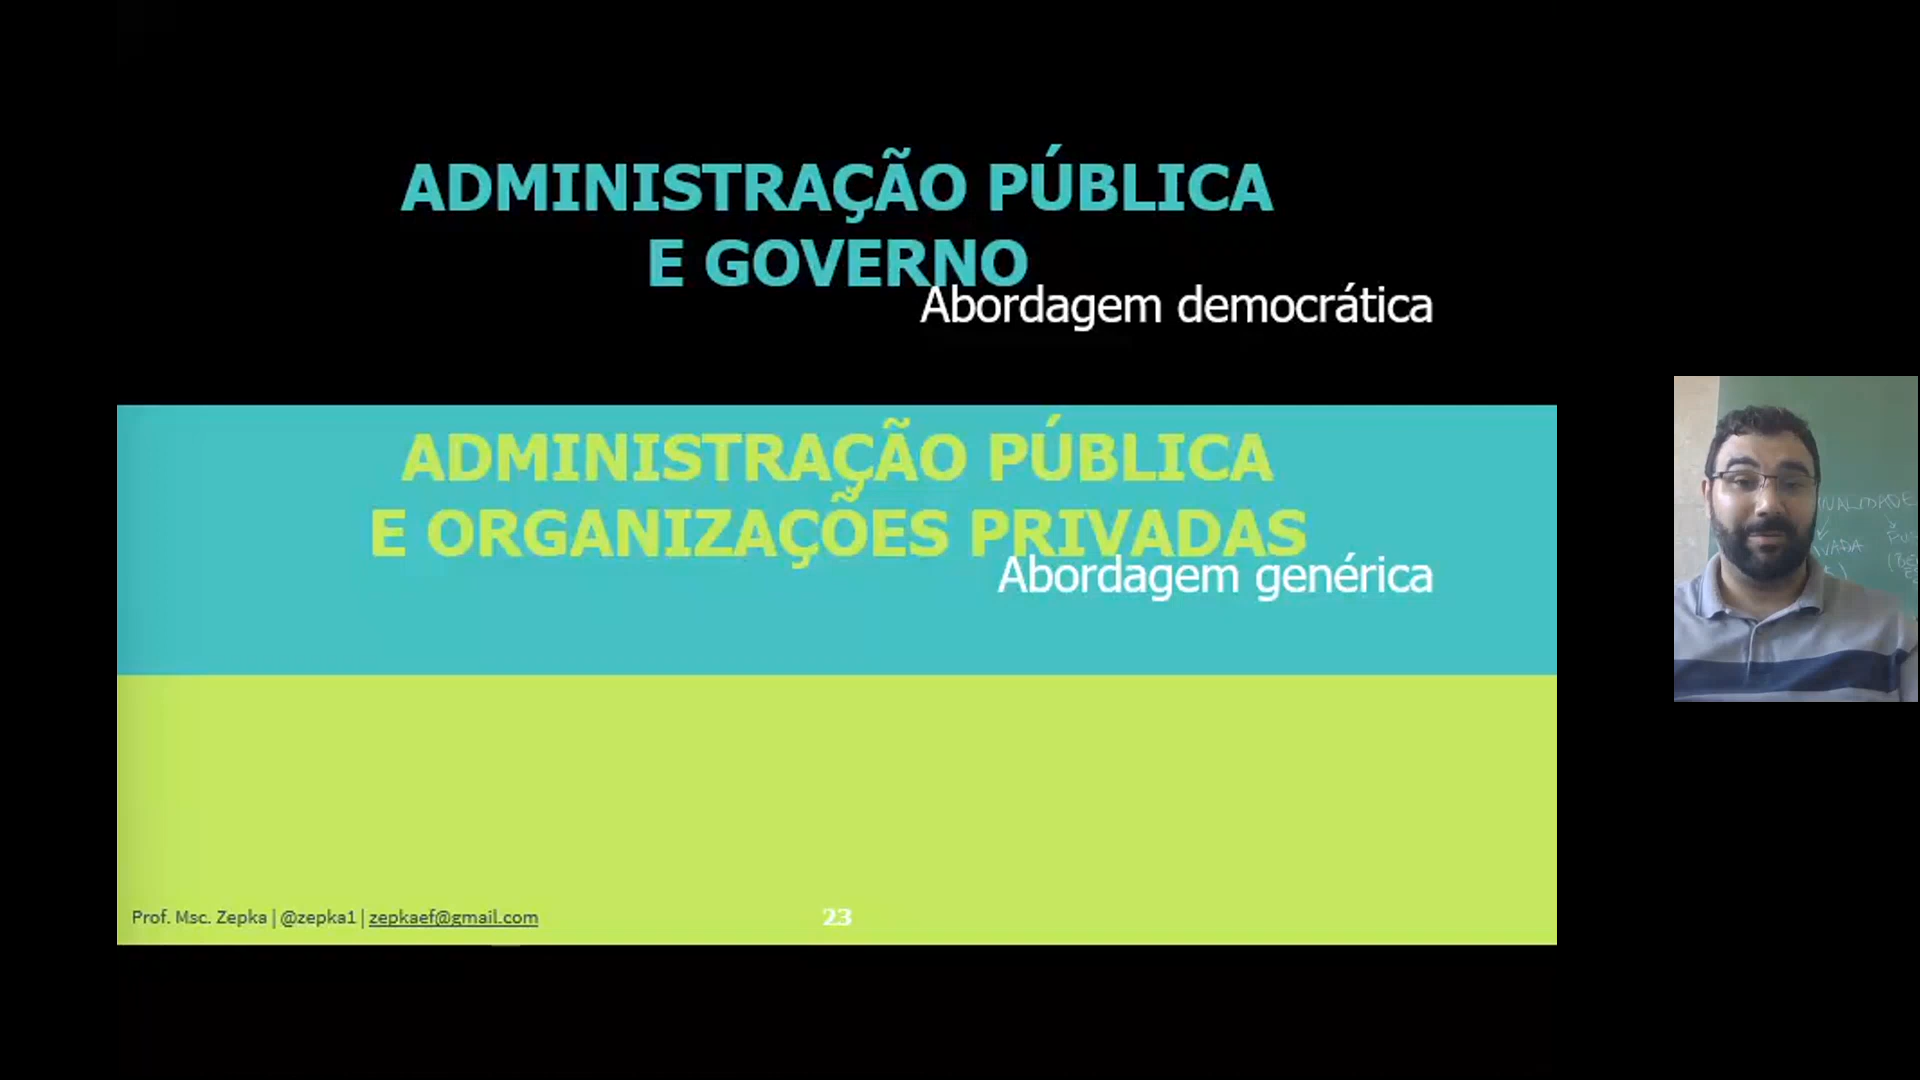 ADMINISTRAÇÃO PÚBLICA
E GOVERNO
Abordagem democrática
ADMINISTRAÇÃO PÚBLICA
E ORGANIZAÇÕES PRIVADAS
Abordagem genérica
Prof. Msc. Zepka | @zepka1 | zepkaef@gmail.com
23